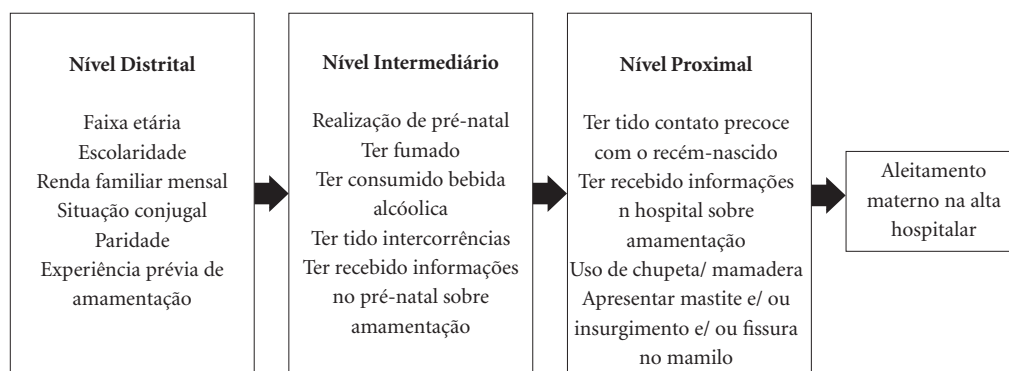 Nível Distrital
Faixa etária
Escolaridade
Renda familiar mensal
Situação conjugal
Paridade
Experiência prévia de
amamentação
Nível Intermediário
Realização de pré-natal
Ter fumado
Ter consumido bebida
alcóolica
Ter tido intercorrências
Ter recebido informações
no pré-natal sobre
amamentação
Nível Proximal
Ter tido contato precoce
com o recém-nascido
Ter recebido informações
n hospital sobre
amamentação
Uso de chupeta/ mamadera
Apresentar mastite e/ ou
insurgimento e/ ou fissura
no mamilo
Aleitamento
materno na alta
hospitalar